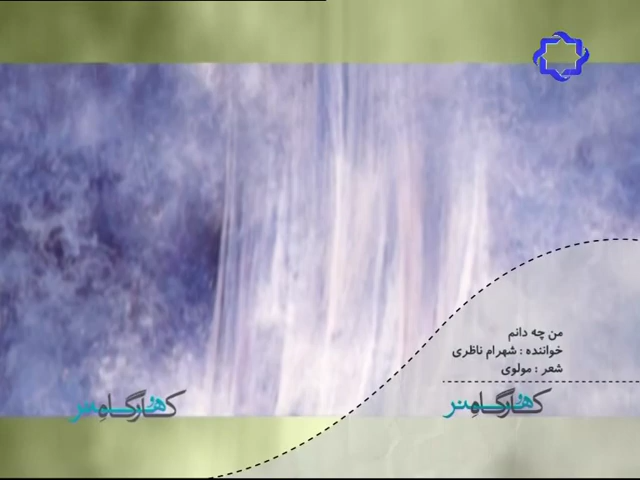 من چه دانم
خواننده : شهرام ناظری
شعر : مولوی
کارگاه هنر
کارگاه هنر